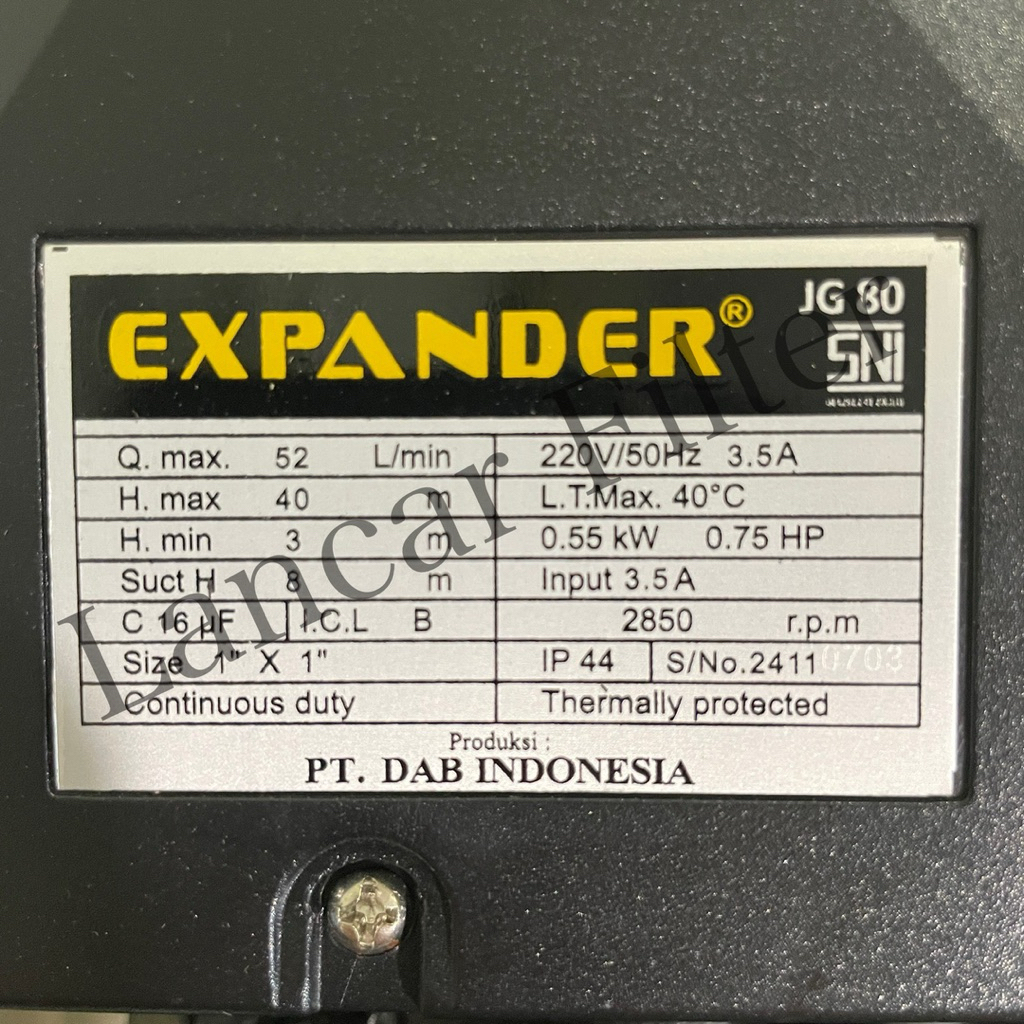 EXPANDER®
JG 80
SNI
Q. max. 52 L/min 220V/50Hz 3.5A
H. max 40 m L.T.Max. 40°C
H. min 3 m 0.55 kW 0.75 HP
Suct H 8 m Input 3.5 A
C 16 µF I.C.L B 2850 r.p.m
Size 1" X 1" IP 44 S/No.2411 0703
Continuous duty Thermally protected
Produksi :
PT. DAB INDONESIA
Lancar Filter